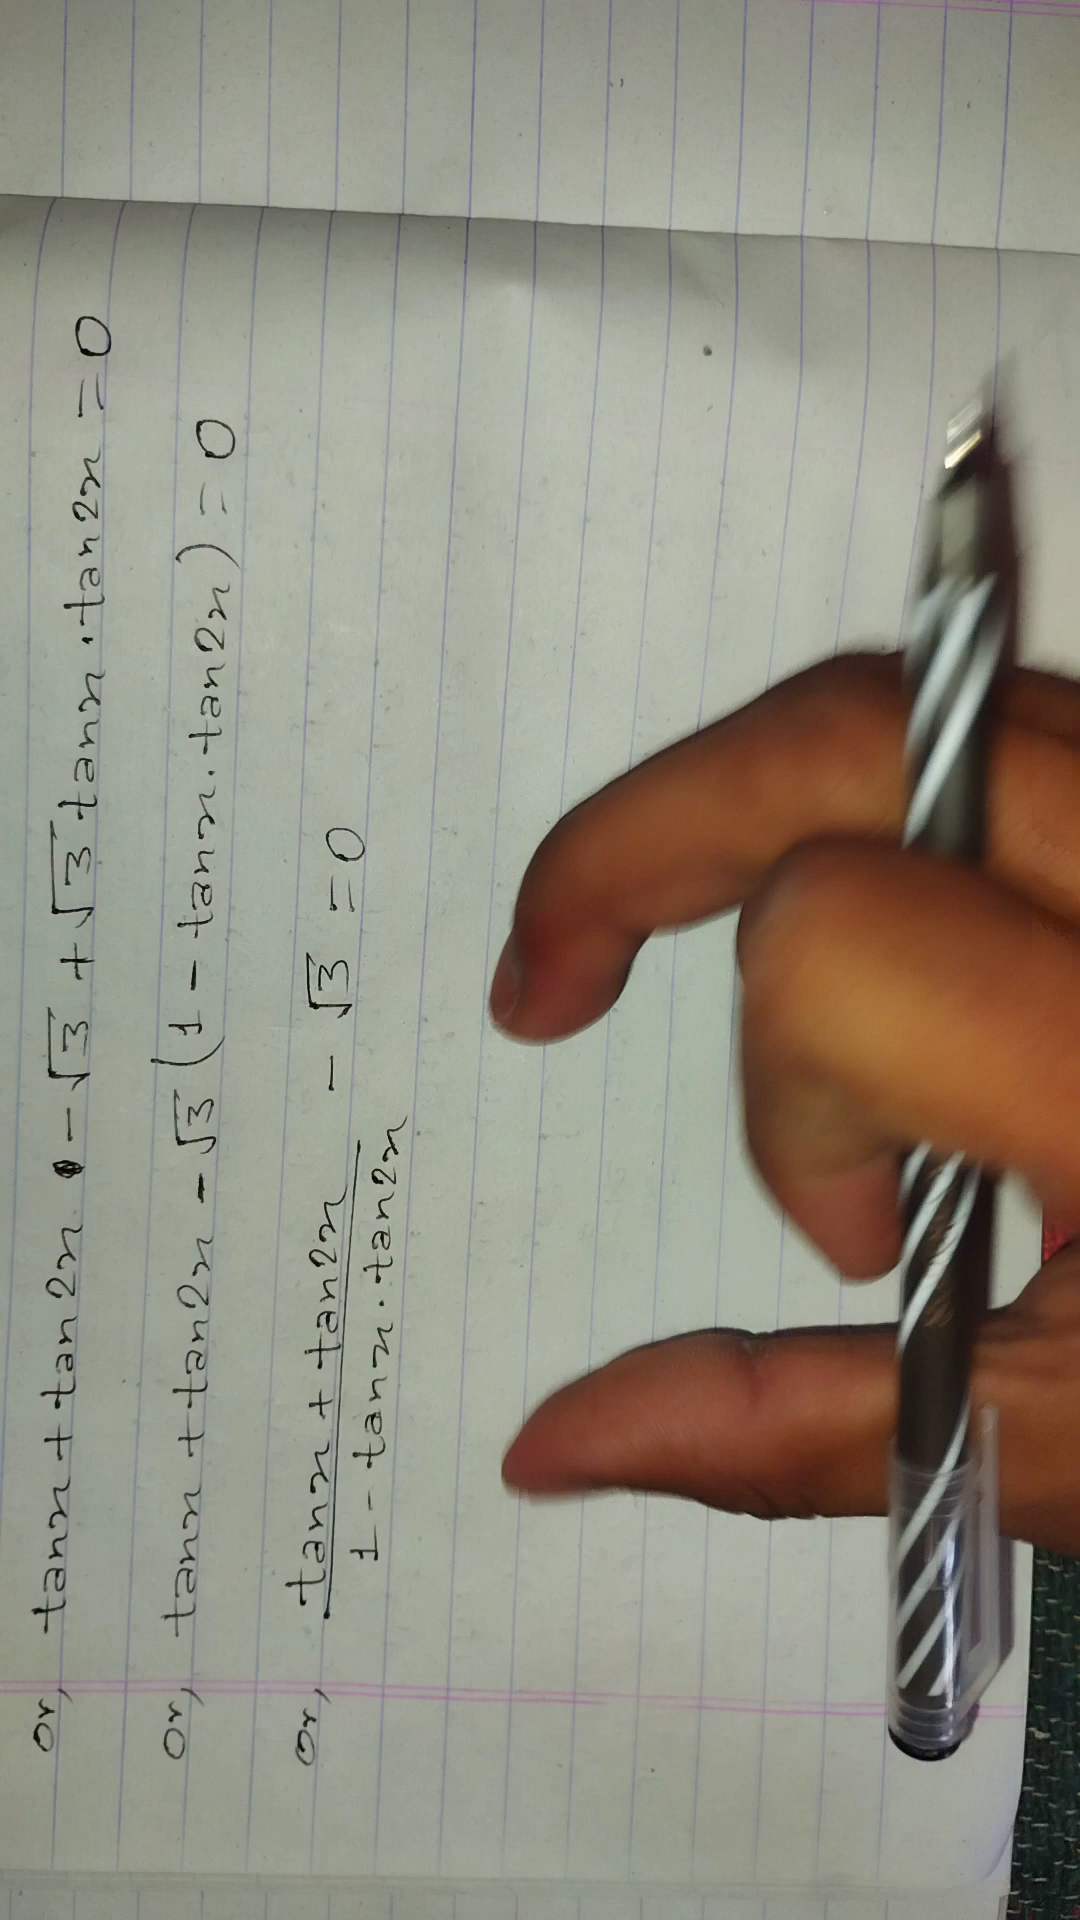 or, tanx + tan2x - √3 + √3 tanx · tan2x = 0
or, tanx + tan2x - √3 (1 - tanx · tan2x) = 0
or, (tanx + tan2x)/(1 - tanx · tan2x) - √3 = 0